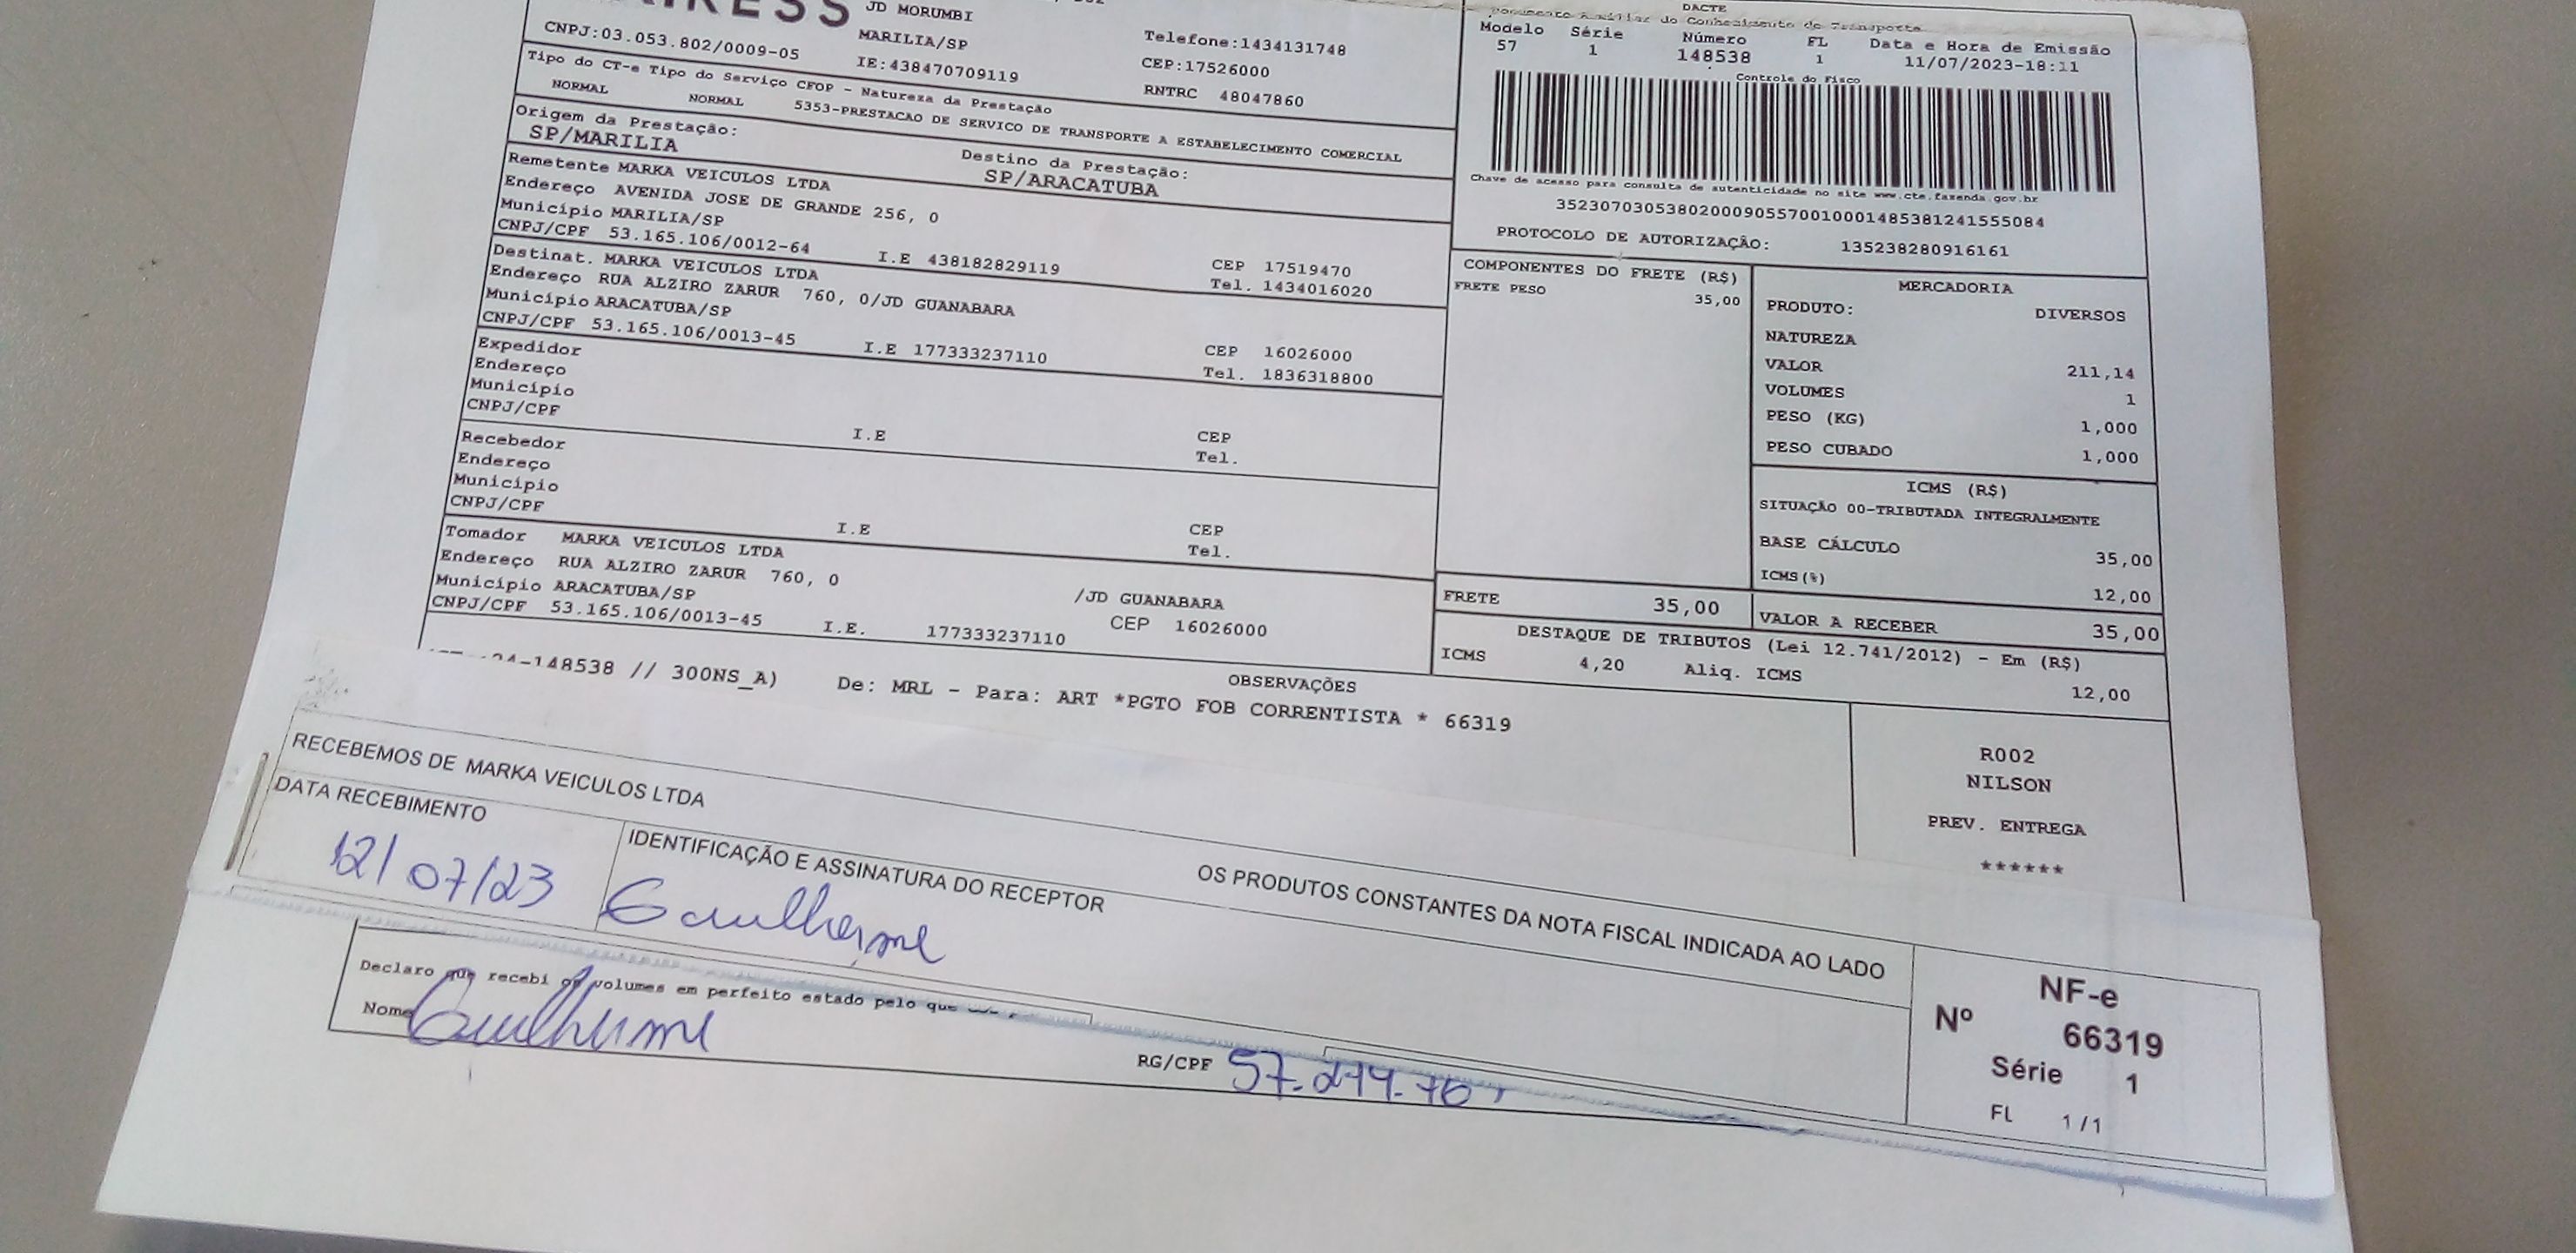 JD MORUMBI
MARILIA/SP
CNPJ:03.053.802/0009-05
IE:438470709119
Telefone:1434131748
CEP:17526000
RNTRC 48047860
Tipo do CT-e Tipo do Serviço CFOP - Natureza da Prestação
NORMAL NORMAL 5353-PRESTACAO DE SERVICO DE TRANSPORTE A ESTABELECIMENTO COMERCIAL
Origem da Prestação:
SP/MARILIA
Destino da Prestação:
SP/ARACATUBA
Remetente MARKA VEICULOS LTDA
Endereço AVENIDA JOSE DE GRANDE 256, 0
Município MARILIA/SP
CNPJ/CPF 53.165.106/0012-64 I.E 438182829119
CEP 17519470
Tel. 1434016020
Destinat. MARKA VEICULOS LTDA
Endereço RUA ALZIRO ZARUR 760, 0/JD GUANABARA
Município ARACATUBA/SP
CNPJ/CPF 53.165.106/0013-45 I.E 177333237110
CEP 16026000
Tel. 1836318800
Expedidor
Endereço
Município
CNPJ/CPF I.E
CEP
Tel.
Recebedor
Endereço
Município
CNPJ/CPF I.E
CEP
Tel.
Tomador MARKA VEICULOS LTDA
Endereço RUA ALZIRO ZARUR 760, 0 /JD GUANABARA
Município ARACATUBA/SP CEP 16026000
CNPJ/CPF 53.165.106/0013-45 I.E. 177333237110
DACTE
Documento Auxiliar do Conhecimento de Transporte
Modelo Série Número FL Data e Hora de Emissão
57 1 148538 1 11/07/2023-18:11
Controle do Fisco
Chave de acesso para consulta de autenticidade no site www.cte.fazenda.gov.br
35230703053802000905570010001485381241555084
PROTOCOLO DE AUTORIZAÇÃO: 135238280916161
COMPONENTES DO FRETE (R$)
FRETE PESO 35,00
MERCADORIA
PRODUTO: DIVERSOS
NATUREZA
VALOR 211,14
VOLUMES 1
PESO (KG) 1,000
PESO CUBADO 1,000
ICMS (R$)
SITUAÇÃO 00-TRIBUTADA INTEGRALMENTE
BASE CÁLCULO 35,00
ICMS(%) 12,00
FRETE 35,00
VALOR A RECEBER 35,00
DESTAQUE DE TRIBUTOS (Lei 12.741/2012) - Em (R$)
ICMS 4,20 Aliq. ICMS 12,00
OBSERVAÇÕES
148538 // 300NS_A) De: MRL - Para: ART *PGTO FOB CORRENTISTA * 66319
R002
NILSON
PREV. ENTREGA
******
RECEBEMOS DE MARKA VEICULOS LTDA
OS PRODUTOS CONSTANTES DA NOTA FISCAL INDICADA AO LADO
DATA RECEBIMENTO
12/07/23
IDENTIFICAÇÃO E ASSINATURA DO RECEPTOR
Guilherme
NF-e
Nº 66319
Série 1
FL 1/1
Declaro que recebi os volumes em perfeito estado pelo que
Nome Guilherme
RG/CPF